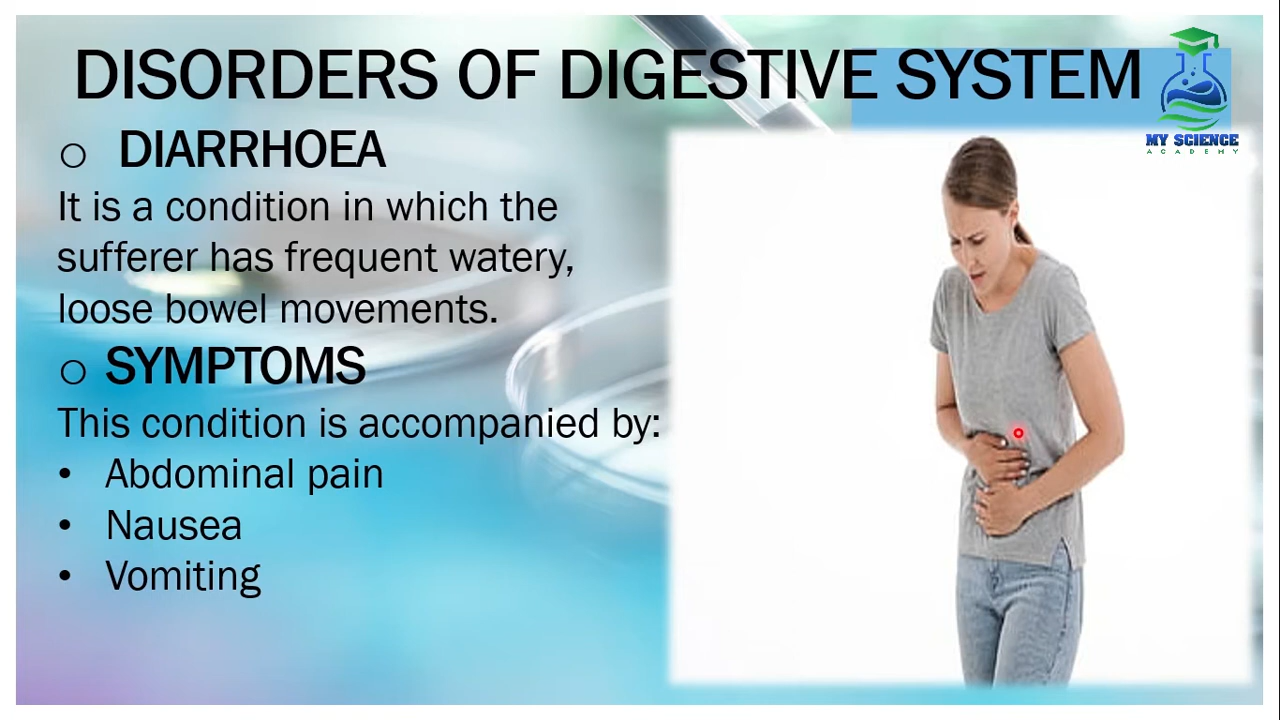 DISORDERS OF DIGESTIVE SYSTEM
MY SCIENCE
ACADEMY
o DIARRHOEA
It is a condition in which the
sufferer has frequent watery,
loose bowel movements.
o SYMPTOMS
This condition is accompanied by:
• Abdominal pain
• Nausea
• Vomiting